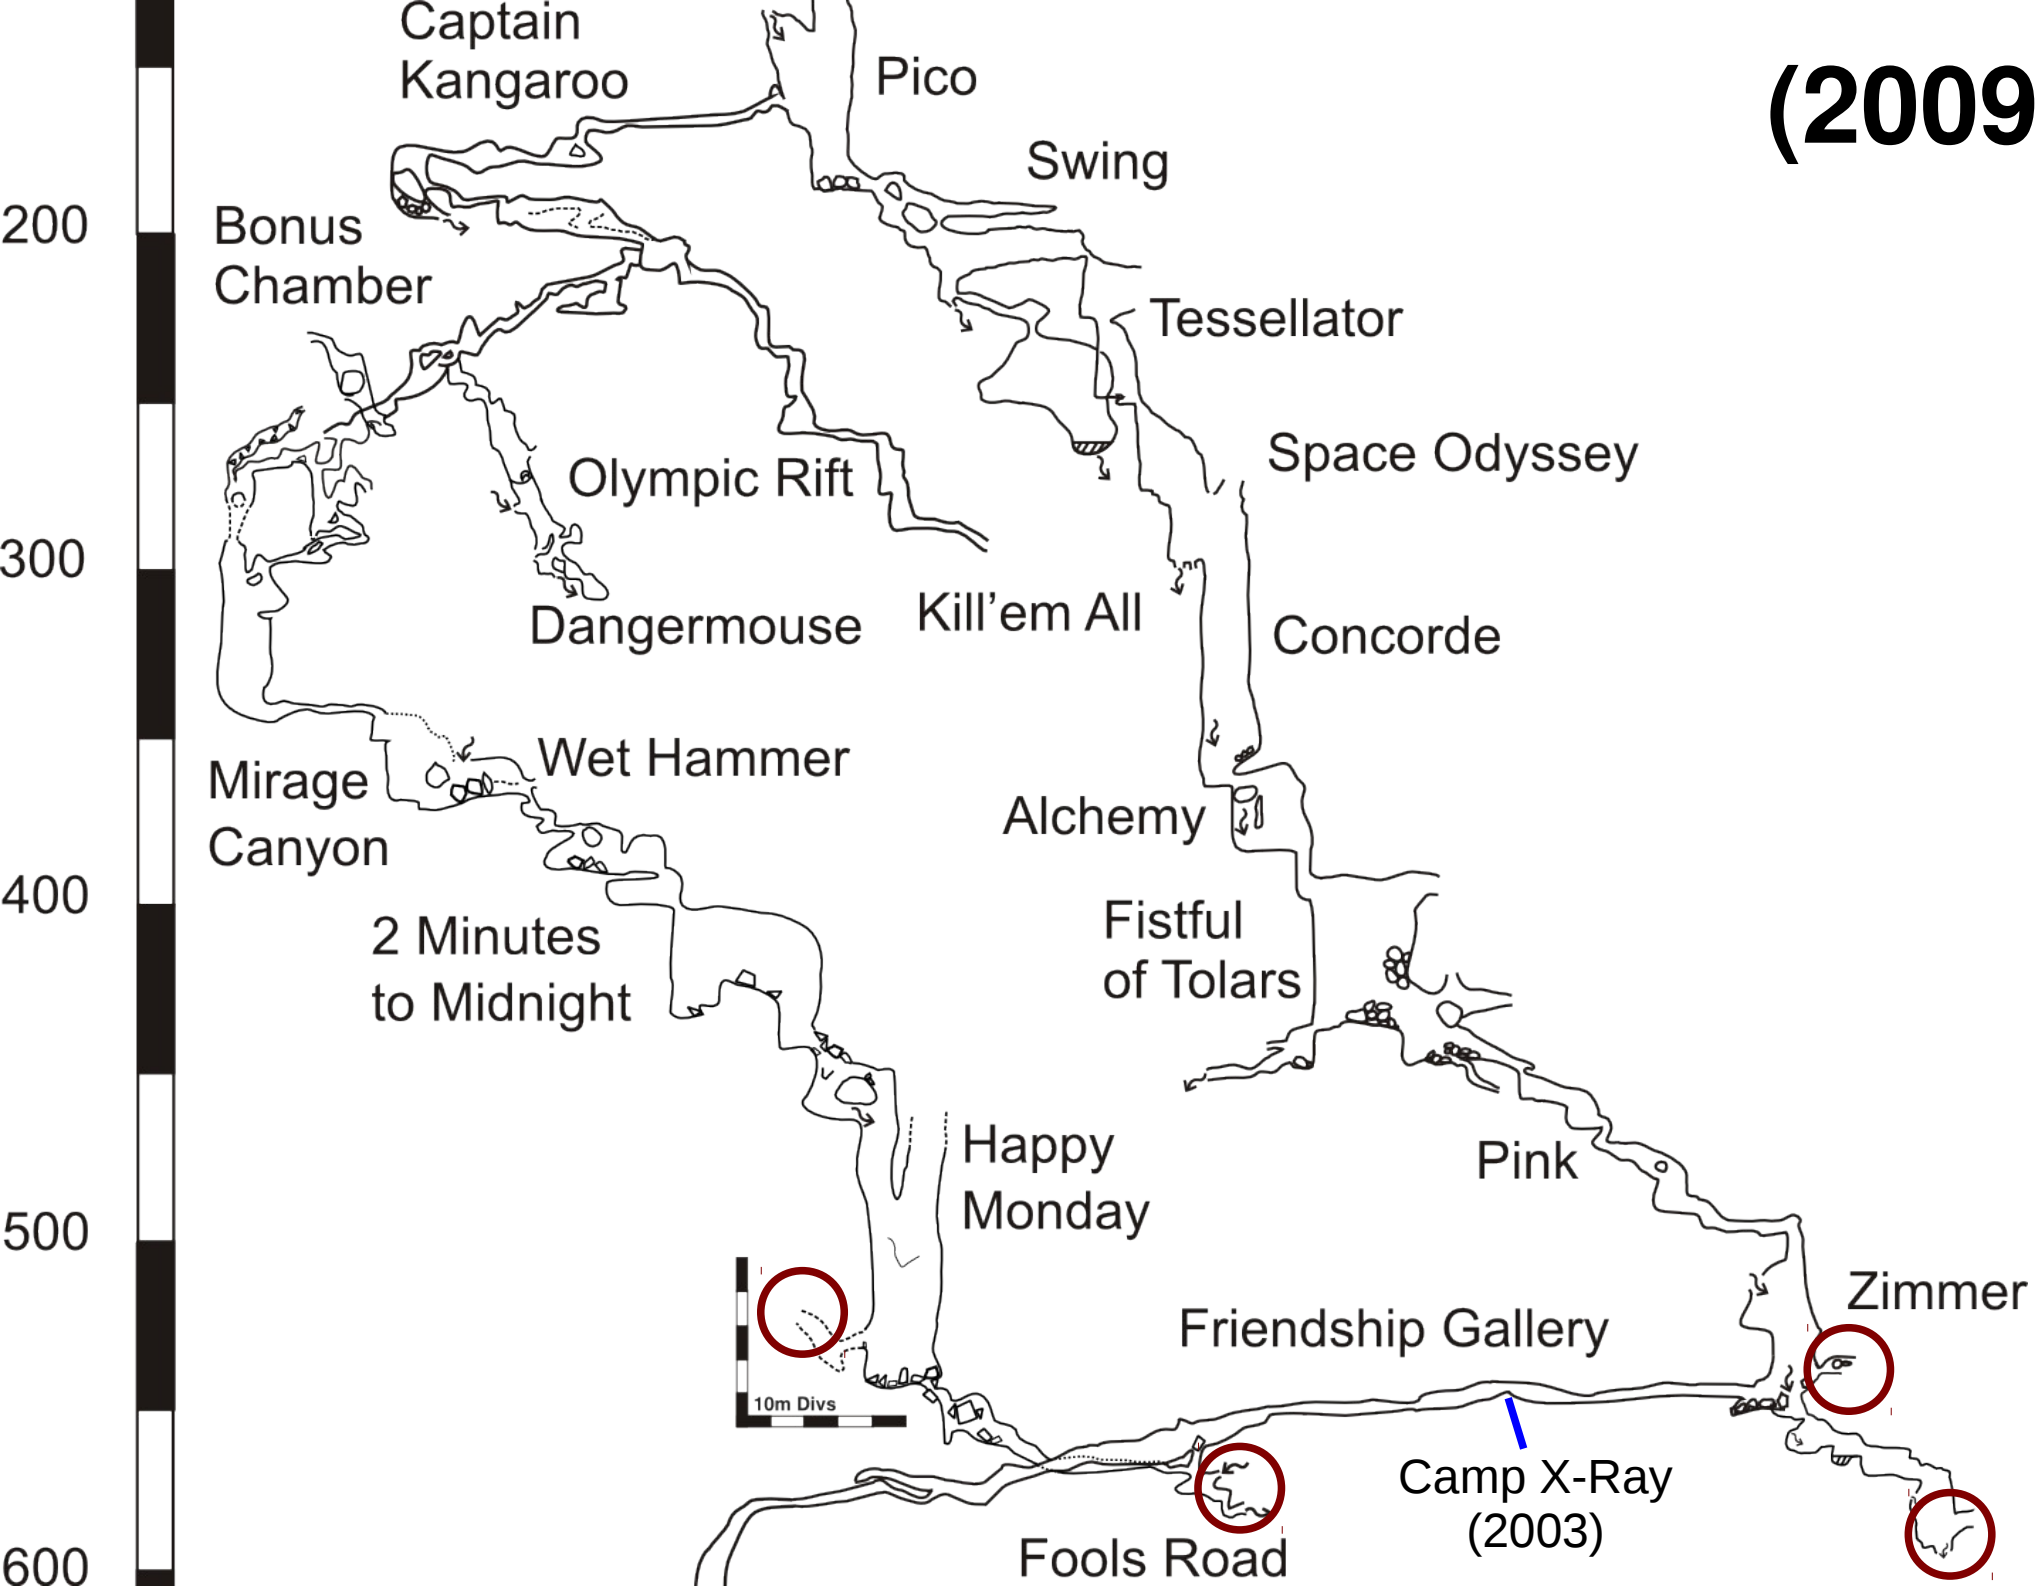 Captain
Kangaroo
Pico
(2009
Swing
200
Bonus
Chamber
Tessellator
Space Odyssey
Olympic Rift
300
Dangermouse
Kill'em All
Concorde
Wet Hammer
Mirage
Canyon
Alchemy
400
2 Minutes
to Midnight
Fistful
of Tolars
Happy
Monday
Pink
500
Zimmer
Friendship Gallery
10m Divs
Camp X-Ray
(2003)
Fools Road
600